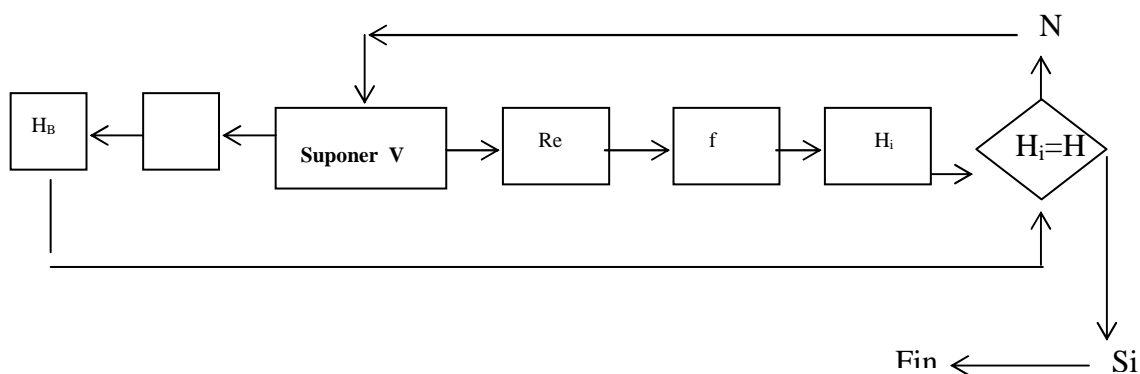 N
H_B
Suponer V
Re
f
H_i
H_i=H
Fin
Si